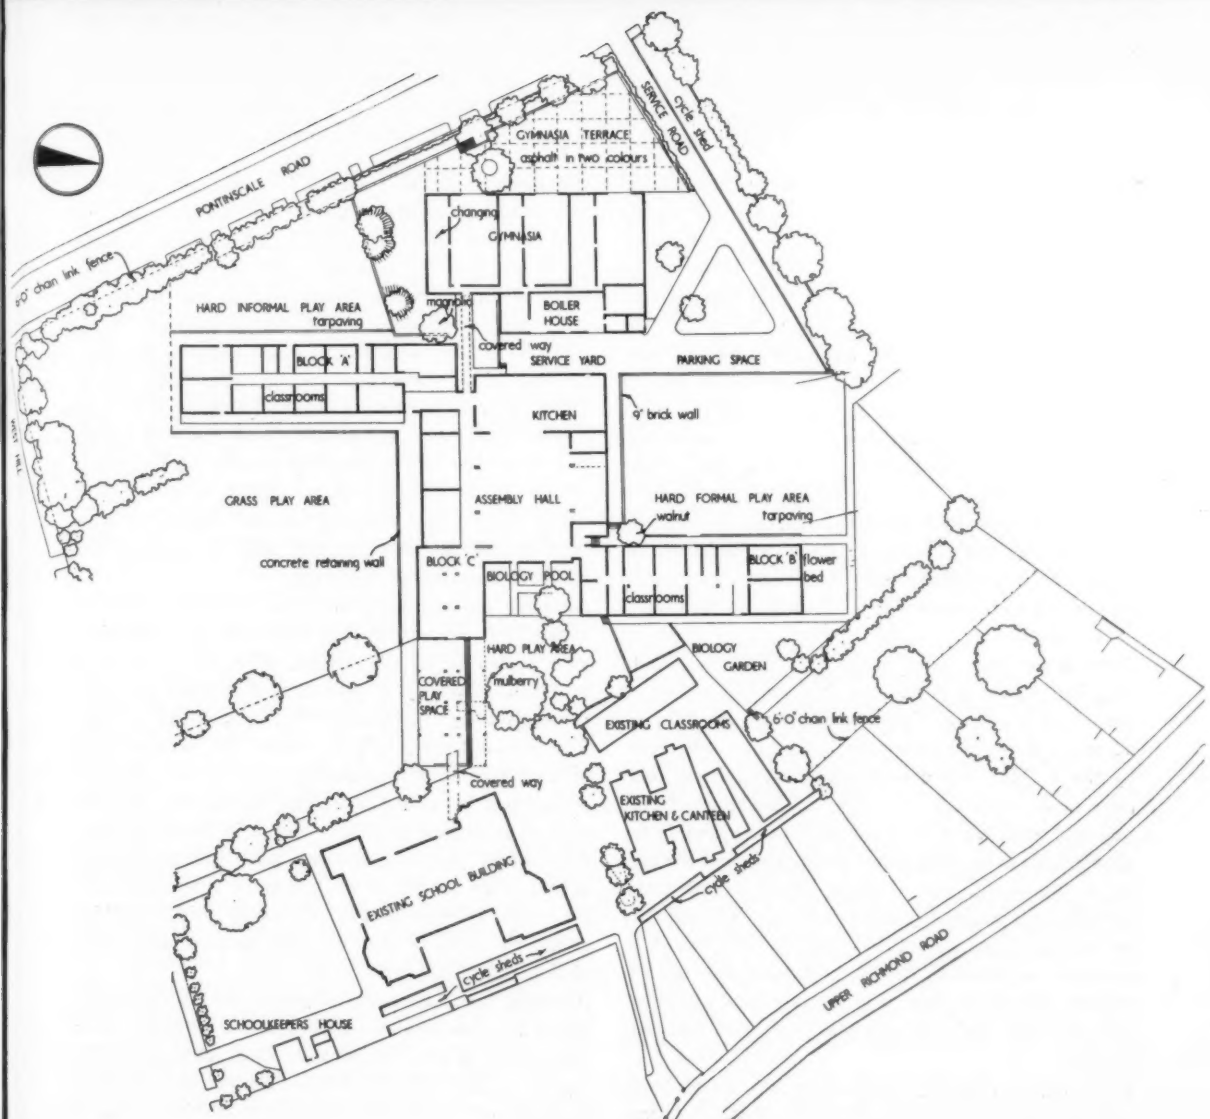 SERVICE ROAD
cycle shed
GYMNASIA TERRACE
asphalt in two colours
PONTINSCALE ROAD
changing
GYMNASIA
6'-0" chain link fence
HARD INFORMAL PLAY AREA
tarpaving
magnolia
BOILER
HOUSE
covered way
SERVICE YARD
PARKING SPACE
BLOCK 'A'
classrooms
KITCHEN
9" brick wall
WEST HILL
GRASS PLAY AREA
ASSEMBLY HALL
HARD FORMAL PLAY AREA
walnut
tarpaving
concrete retaining wall
BLOCK 'C'
BIOLOGY POOL
BLOCK 'B'
flower
bed
classrooms
HARD PLAY AREA
BIOLOGY
GARDEN
COVERED
PLAY
SPACE
mulberry
EXISTING CLASSROOMS
6'-0" chain link fence
covered way
EXISTING
KITCHEN & CANTEEN
cycle sheds
EXISTING SCHOOL BUILDING
cycle sheds
UPPER RICHMOND ROAD
SCHOOLKEEPERS HOUSE